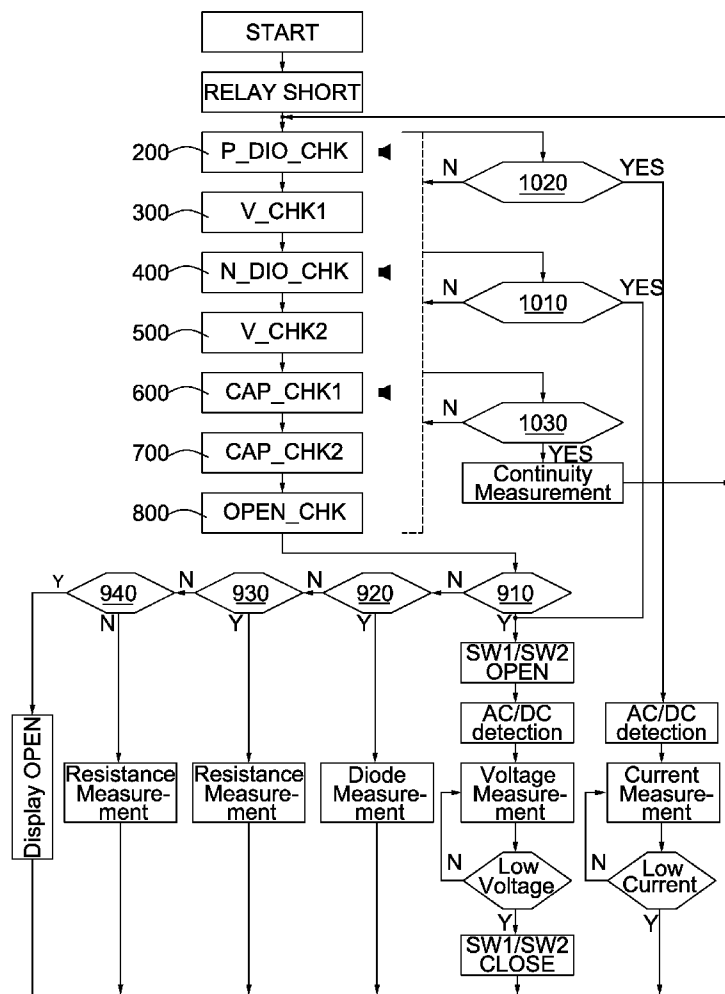 START
RELAY SHORT
200
P_DIO_CHK
N
1020
YES
300
V_CHK1
400
N_DIO_CHK
N
1010
YES
500
V_CHK2
600
CAP_CHK1
N
1030
YES
700
CAP_CHK2
Continuity
Measurement
800
OPEN_CHK
Y
940
N
930
N
920
N
910
N
Y
Y
Y
SW1/SW2
OPEN
AC/DC
detection
AC/DC
detection
Display OPEN
Resistance
Measure-
ment
Resistance
Measure-
ment
Diode
Measure-
ment
Voltage
Measure-
ment
Current
Measure-
ment
N
Low
Voltage
N
Low
Current
Y
Y
SW1/SW2
CLOSE